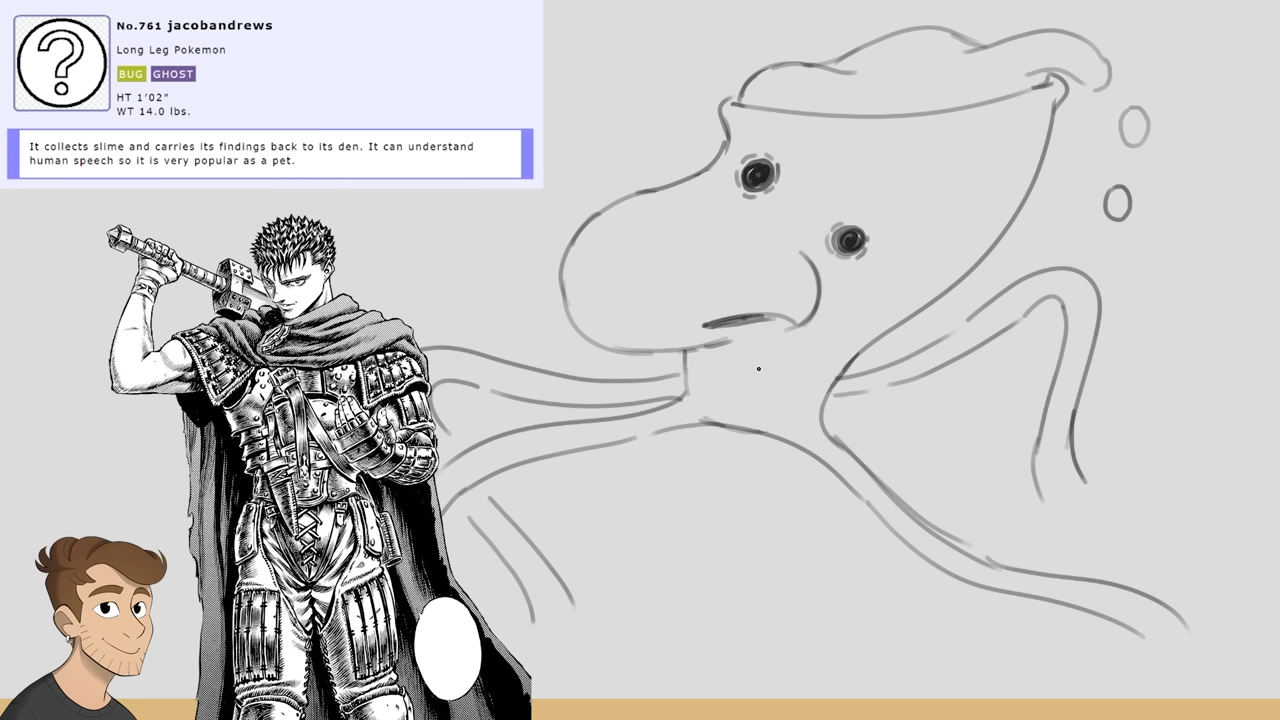 No.761 jacobandrews
Long Leg Pokemon
BUG GHOST
HT 1'02"
WT 14.0 lbs.
It collects slime and carries its findings back to its den. It can understand
human speech so it is very popular as a pet.